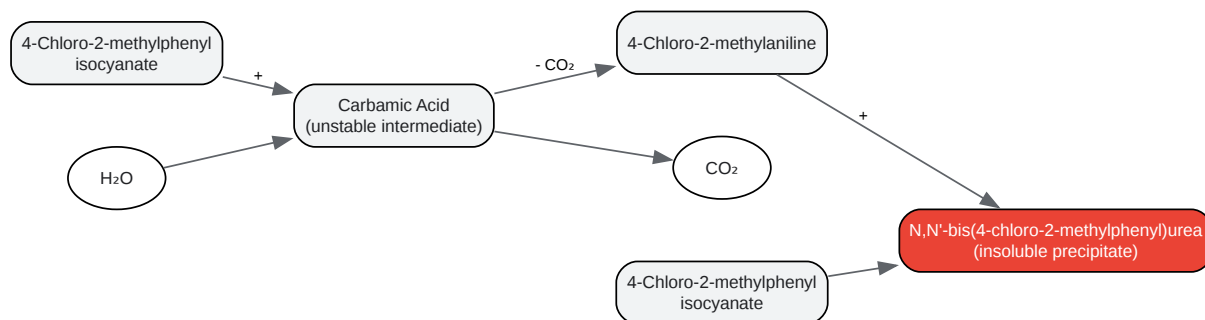 4-Chloro-2-methylphenyl
isocyanate
+
H₂O
Carbamic Acid
(unstable intermediate)
- CO₂
4-Chloro-2-methylaniline
CO₂
+
4-Chloro-2-methylphenyl
isocyanate
N,N'-bis(4-chloro-2-methylphenyl)urea
(insoluble precipitate)